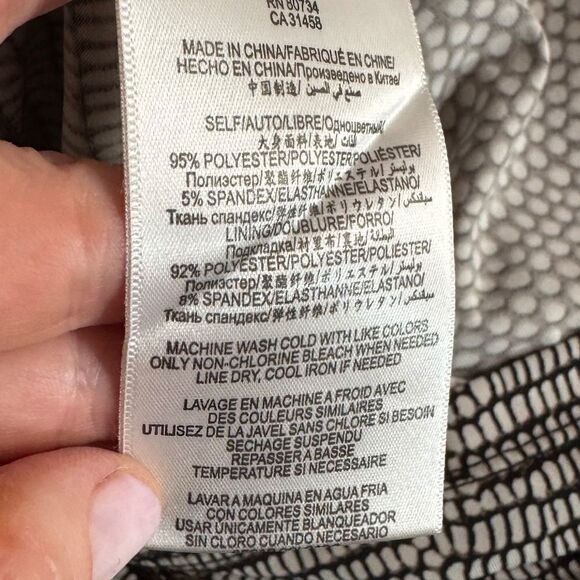 RN 80734
CA 31458
MADE IN CHINA/FABRIQUÉ EN CHINE/
HECHO EN CHINA/Произведено в Китае/
中国制造/ صنع في الصين/
SELF/AUTO/LIBRE/Одноцветный/
大身面料/表地/
95% POLYESTER/POLYESTER/POLIÉSTER/
Полиэстер/聚酯纤维/ポリエステル/بوليستر
5% SPANDEX/ELASTHANNE/ELASTANO/
Ткань спандекс/弹性纤维/ポリウレタン/سبandex
LINING/DOUBLURE/FORRO/
Подкладка/衬里布/裏地/البطانة
92% POLYESTER/POLYESTER/POLIÉSTER/
Полиэстер/聚酯纤维/ポリエステル/بوليستر
8% SPANDEX/ELASTHANNE/ELASTANO/
Ткань спандекс/弹性纤维/ポリウレタン/
MACHINE WASH COLD WITH LIKE COLORS
ONLY NON-CHLORINE BLEACH WHEN NEEDED
LINE DRY, COOL IRON IF NEEDED
LAVAGE EN MACHINE A FROID AVEC
DES COULEURS SIMILAIRES
UTILISEZ DE LA JAVEL SANS CHLORE SI BESOIN
SECHAGE SUSPENDU
REPASSER A BASSE
TEMPERATURE SI NECESSAIRE
LAVAR A MAQUINA EN AGUA FRIA
CON COLORES SIMILARES
USAR ÚNICAMENTE BLANQUEADOR
SIN CLORO CUANDO NECESARIO